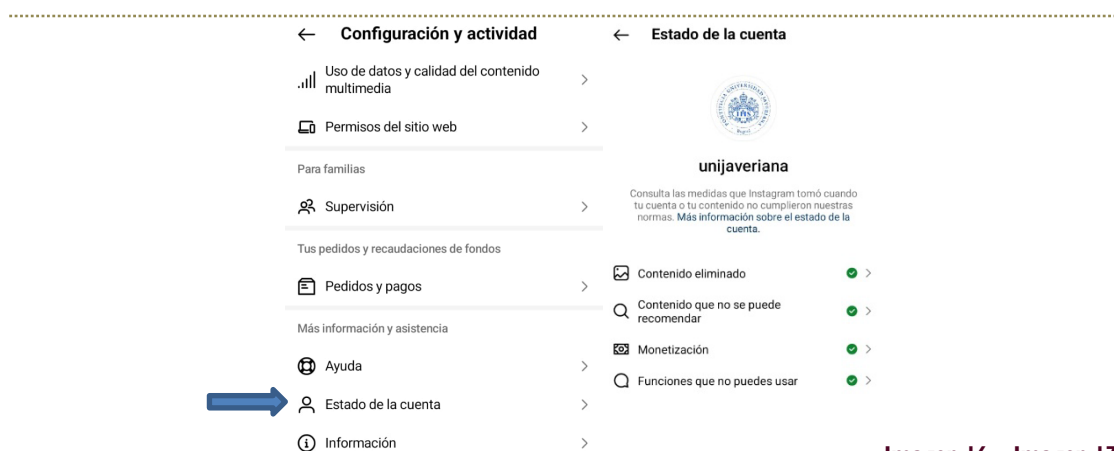 Configuración y actividad
Uso de datos y calidad del contenido
multimedia
Permisos del sitio web
Para familias
Supervisión
Tus pedidos y recaudaciones de fondos
Pedidos y pagos
Más información y asistencia
Ayuda
Estado de la cuenta
Información
Estado de la cuenta
unijaveriana
Consulta las medidas que Instagram tomó cuando
tu cuenta o tu contenido no cumplieron nuestras
normas. Más información sobre el estado de la
cuenta.
Contenido eliminado
Contenido que no se puede
recomendar
Monetización
Funciones que no puedes usar